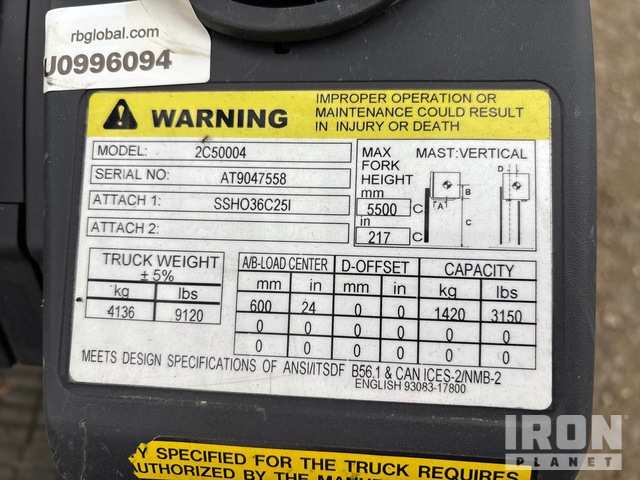 rbglobal.com
U0996094
WARNING
IMPROPER OPERATION OR
MAINTENANCE COULD RESULT
IN INJURY OR DEATH
MODEL: 2C50004
SERIAL NO: AT9047558
ATTACH 1: SSHO36C25I
ATTACH 2:
MAX
FORK
HEIGHT
mm
5500 C
in
217 C
MAST:VERTICAL
D
B
A
C
TRUCK WEIGHT
± 5%
kg lbs
4136 9120
A/B-LOAD CENTER D-OFFSET CAPACITY
mm in mm in kg lbs
600 24 0 0 1420 3150
0 0 0 0 0 0
0 0 0 0 0 0
MEETS DESIGN SPECIFICATIONS OF ANSI/ITSDF B56.1 & CAN ICES-2/NMB-2
ENGLISH 93083-17800
Y SPECIFIED FOR THE TRUCK REQUIRES
AUTHORIZED BY THE MANU
IRON
PLANET